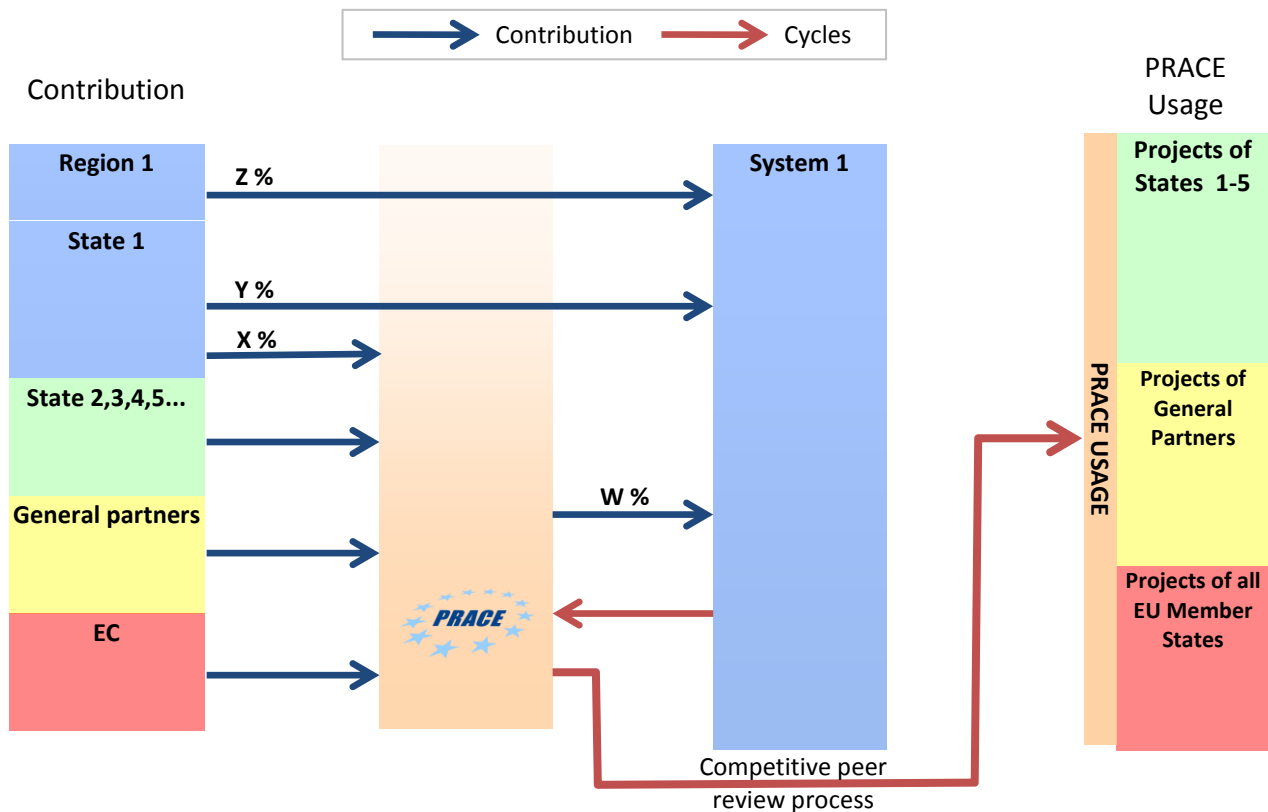 Contribution
Cycles
Contribution
PRACE
Usage
Region 1
Z %
System 1
Projects of
States 1-5
State 1
Y %
X %
State 2,3,4,5...
Projects of
General
Partners
PRACE USAGE
General partners
W %
Projects of all
EU Member
States
PRACE
EC
Competitive peer
review process